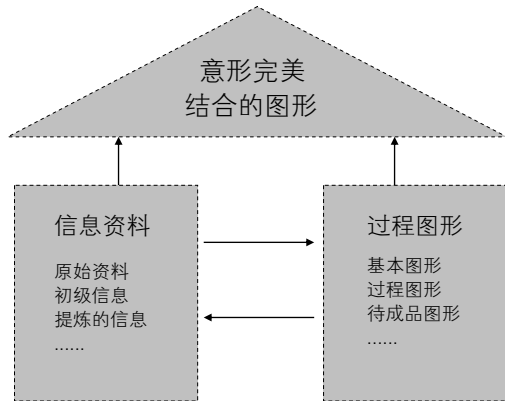 意形完美
结合的图形
信息资料
原始资料
初级信息
提炼的信息
......
过程图形
基本图形
过程图形
待成品图形
......